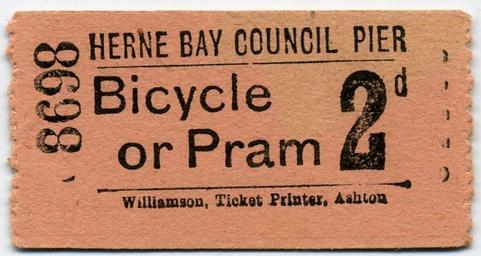 8698
HERNE BAY COUNCIL PIER
Bicycle
or Pram
2d
Williamson, Ticket Printer, Ashton